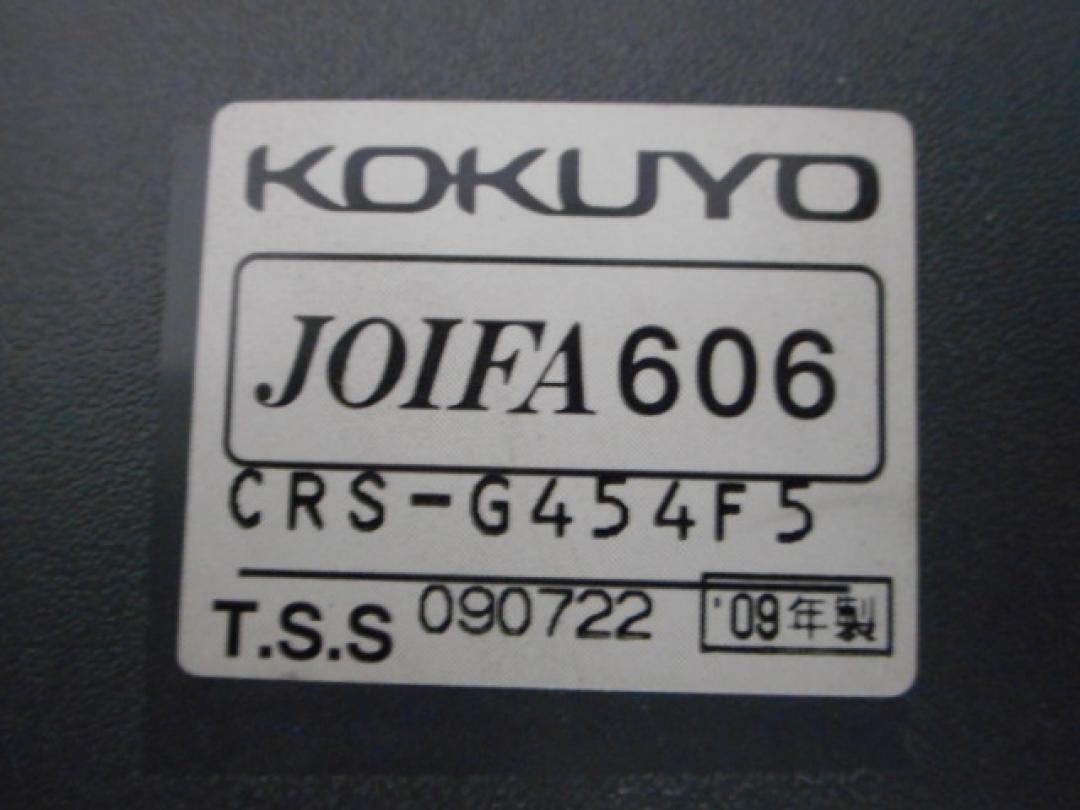 KOKUYO
JOIFA 606
CRS-G454F5
T.S.S 090722 '09年製